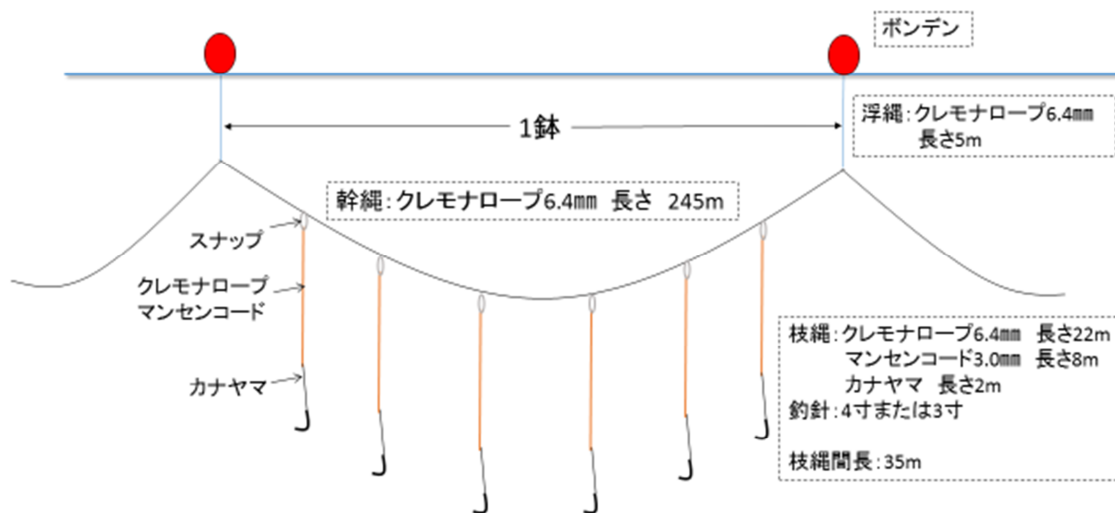 ボンデン
1鉢
浮縄:クレモナロープ6.4㎜
長さ5m
幹縄:クレモナロープ6.4㎜ 長さ 245m
スナップ
クレモナロープ
マンセンコード
カナヤマ
枝縄:クレモナロープ6.4㎜ 長さ22m
マンセンコード3.0㎜ 長さ8m
カナヤマ 長さ2m
釣針:4寸または3寸
枝縄間長:35m